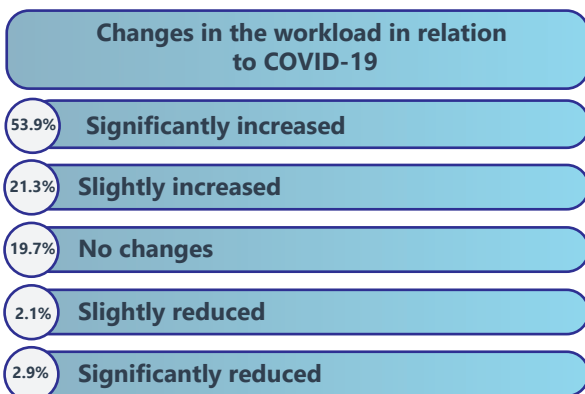 Changes in the workload in relation
to COVID-19
53.9% Significantly increased
21.3% Slightly increased
19.7% No changes
2.1% Slightly reduced
2.9% Significantly reduced